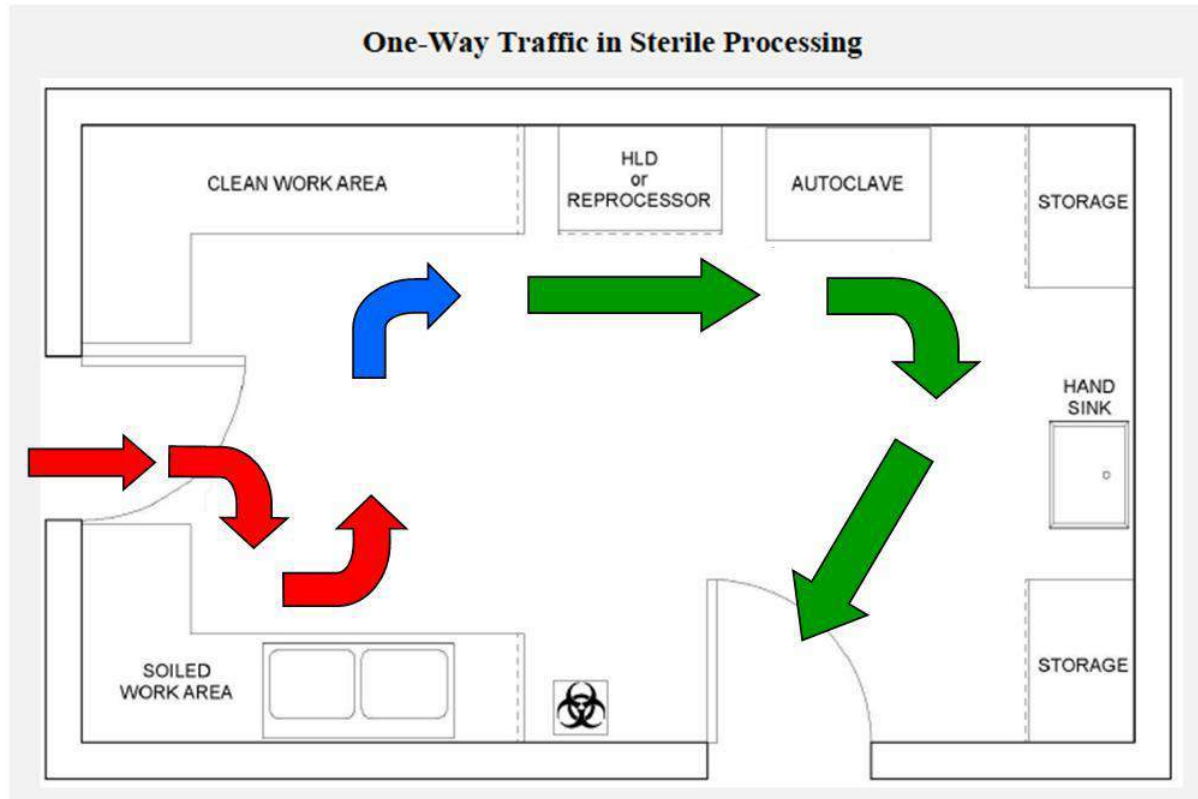 One-Way Traffic in Sterile Processing
CLEAN WORK AREA
HLD
or
REPROCESSOR
AUTOCLAVE
STORAGE
HAND
SINK
SOILED
WORK AREA
STORAGE